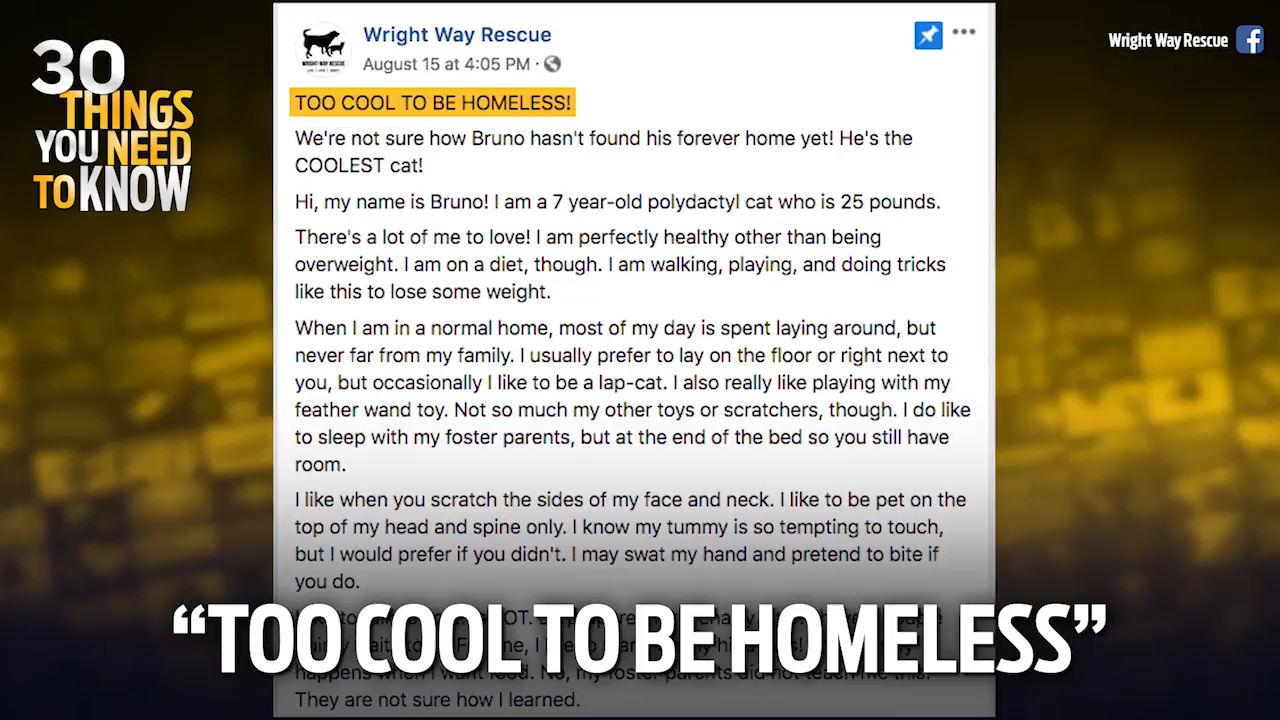 30
THINGS
YOU NEED
TO KNOW
Wright Way Rescue
August 15 at 4:05 PM
Wright Way Rescue
TOO COOL TO BE HOMELESS!
We're not sure how Bruno hasn't found his forever home yet! He's the
COOLEST cat!
Hi, my name is Bruno! I am a 7 year-old polydactyl cat who is 25 pounds.
There's a lot of me to love! I am perfectly healthy other than being
overweight. I am on a diet, though. I am walking, playing, and doing tricks
like this to lose some weight.
When I am in a normal home, most of my day is spent laying around, but
never far from my family. I usually prefer to lay on the floor or right next to
you, but occasionally I like to be a lap-cat. I also really like playing with my
feather wand toy. Not so much my other toys or scratchers, though. I do like
to sleep with my foster parents, but at the end of the bed so you still have
room.
I like when you scratch the sides of my face and neck. I like to be pet on the
top of my head and spine only. I know my tummy is so tempting to touch,
but I would prefer if you didn't. I may swat my hand and pretend to bite if
you do.
“TOO COOL TO BE HOMELESS”
happens when I want food. No, my foster parents did not teach me this.
They are not sure how I learned.